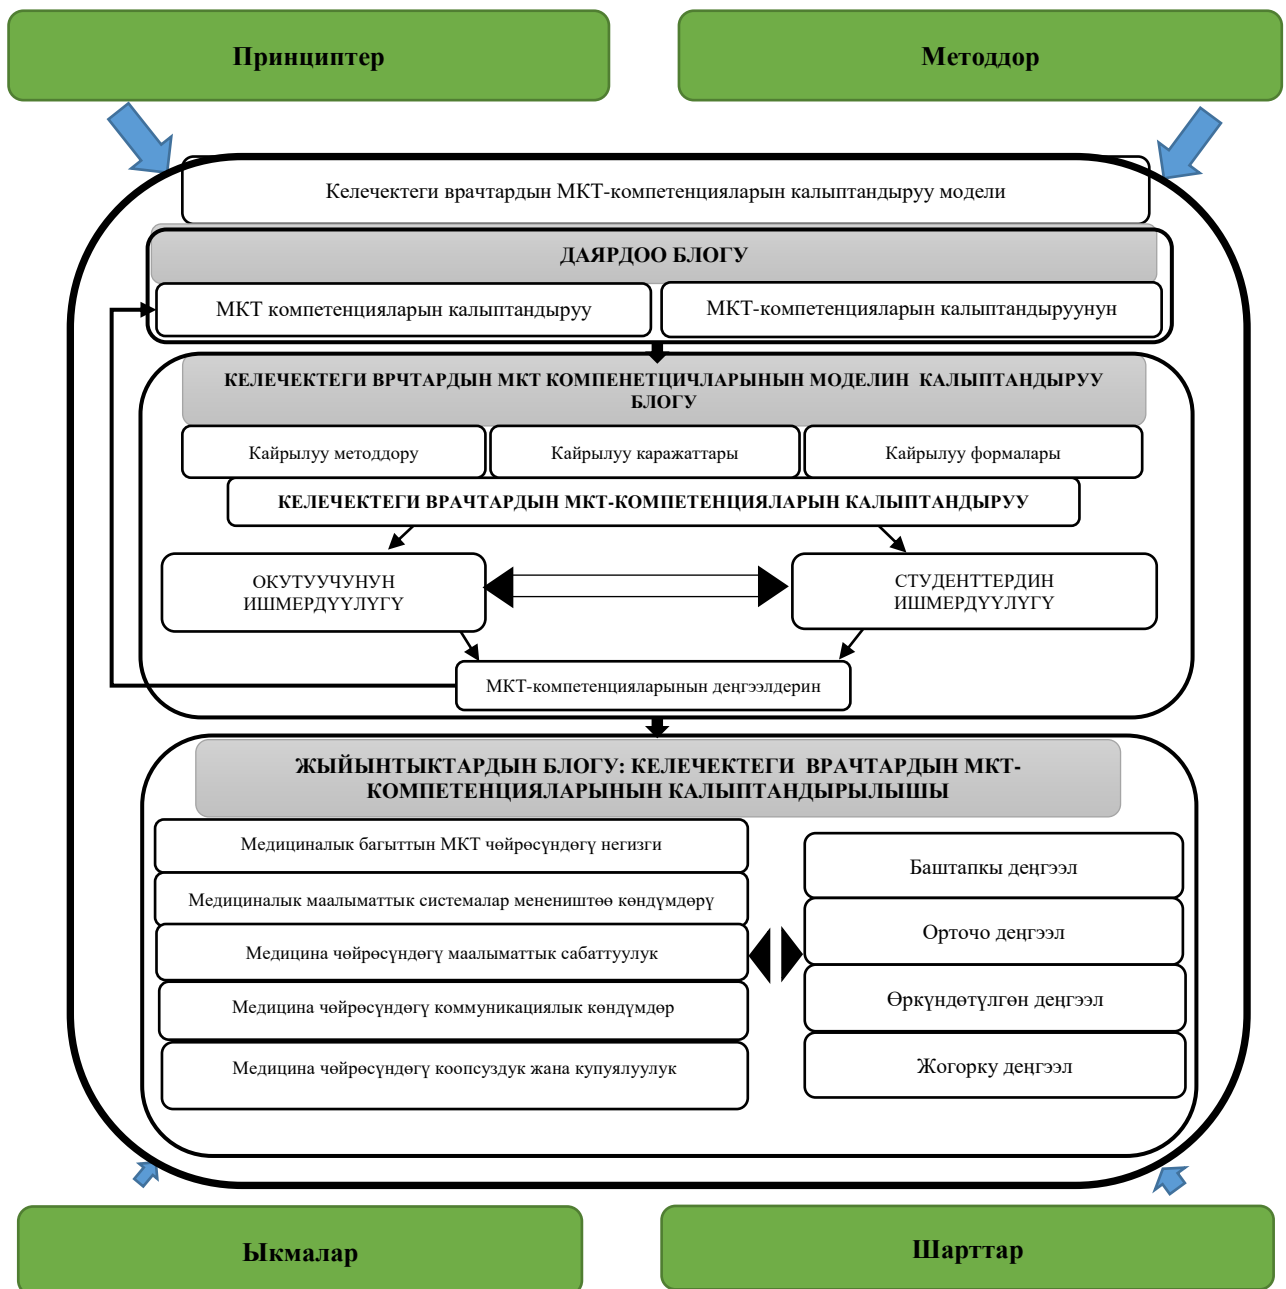 Принциптер
Методдор
Келечектеги врачтардын МКТ-компетенцияларын калыптандыруу модели
ДАЯРДОО БЛОГУ
МКТ компетенцияларын калыптандыруу
МКТ-компетенцияларын калыптандыруунун
КЕЛЕЧЕКТЕГИ ВРЧТАРДЫН МКТ КОМПЕНЕТЦИЧЛАРЫНЫН МОДЕЛИН КАЛЫПТАНДЫРУУ
БЛОГУ
Кайрылуу методдору
Кайрылуу каражаттары
Кайрылуу формалары
КЕЛЕЧЕКТЕГИ ВРАЧТАРДЫН МКТ-КОМПЕТЕНЦИЯЛАРЫН КАЛЫПТАНДЫРУУ
ОКУТУУЧУНУН
ИШМЕРДҮҮЛҮГҮ
СТУДЕНТТЕРДИН
ИШМЕРДҮҮЛҮГҮ
МКТ-компетенцияларынын деңгээлдерин
ЖЫЙЫНТЫКТАРДЫН БЛОГУ: КЕЛЕЧЕКТЕГИ ВРАЧТАРДЫН МКТ-
КОМПЕТЕНЦИЯЛАРЫНЫН КАЛЫПТАНДЫРЫЛЫШЫ
Медициналык багыттын МКТ чөйрөсүндөгү негизги
Медициналык маалыматтык системалар мененишtөө көндүмдөрү
Медицина чөйрөсүндөгү маалыматтык сабаттуулук
Медицина чөйрөсүндөгү коммуникациялык көндүмдөр
Медицина чөйрөсүндөгү коопсуздук жана купуялуулук
Баштапкы деңгээл
Орточо деңгээл
Өркүндөтүлгөн деңгээл
Жогорку деңгээл
Ыкмалар
Шарттар